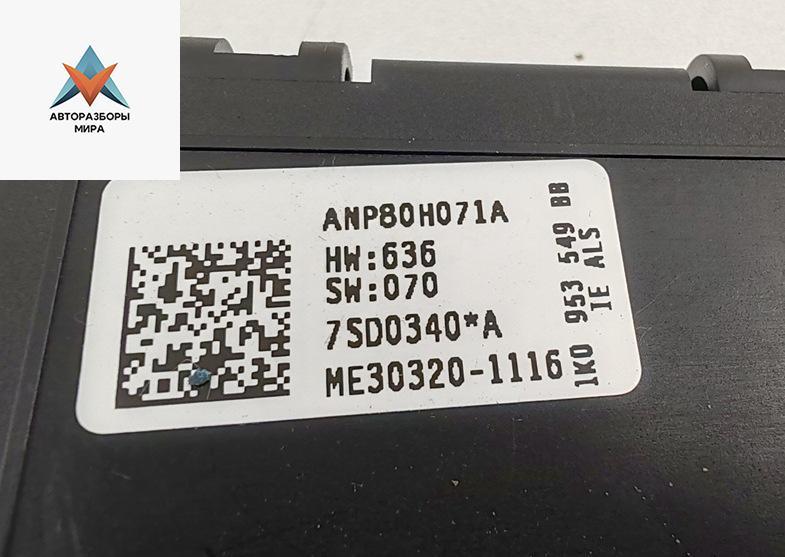 АВТОРАЗБОРЫ
МИРА
ANP80H071A
HW:636
SW:070
7SD0340*A
ME30320-1116
1K0 953 549 BB
IE ALS